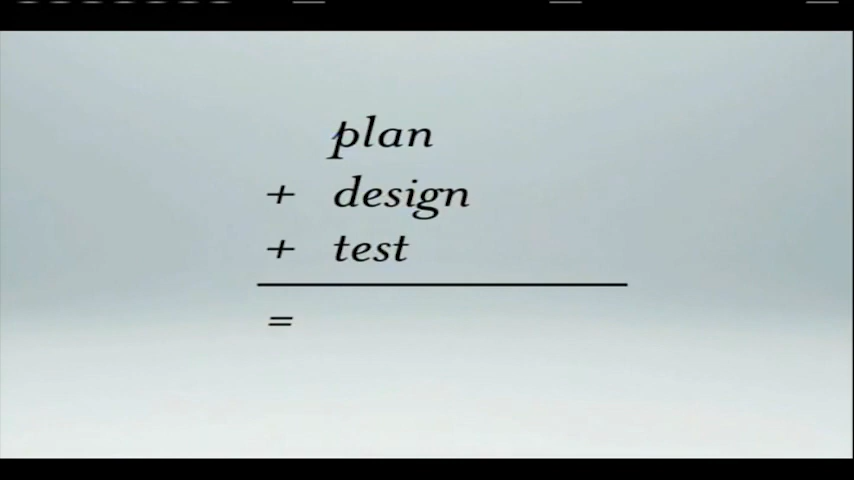 plan
+ design
+ test
=